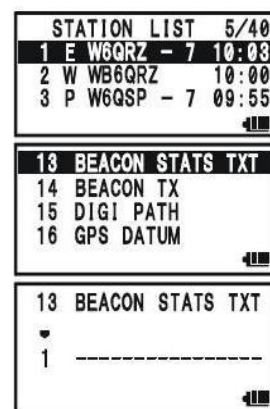 STATION LIST 5/40
1 E W6QRZ - 7 10:03
2 W WB6QRZ 10:00
3 P W6QSP - 7 09:55
13 BEACON STATS TXT
14 BEACON TX
15 DIGI PATH
16 GPS DATUM
13 BEACON STATS TXT
1 ----------------